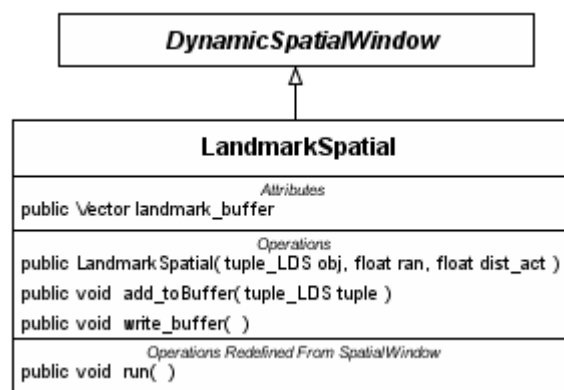 DynamicSpatialWindow
LandmarkSpatial
Attributes
public Vector landmark_buffer
Operations
public LandmarkSpatial( tuple_LDS obj, float ran, float dist_act )
public void add_toBuffer( tuple_LDS tuple )
public void write_buffer( )
Operations Redefined From SpatialWindow
public void run( )